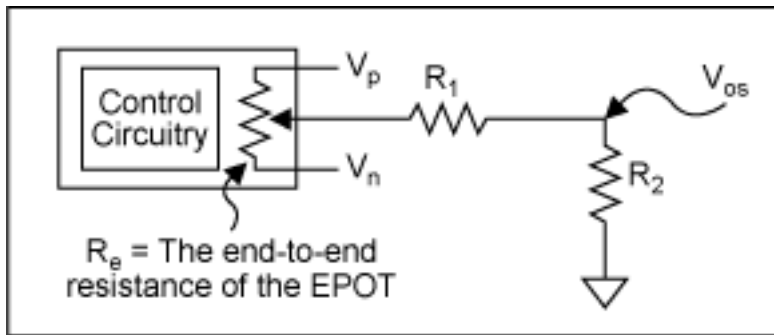 Control
Circuitry
Vp
Vn
R1
Vos
R2
Re = The end-to-end
resistance of the EPOT